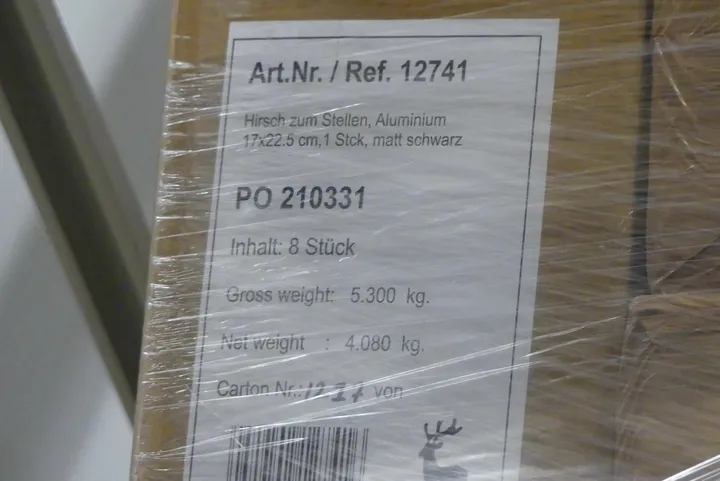 Art.Nr. / Ref. 12741
Hirsch zum Stellen, Aluminium
17x22.5 cm,1 Stck, matt schwarz
PO 210331
Inhalt: 8 Stück
Gross weight: 5.300 kg.
Net weight : 4.080 kg.
Carton Nr.: von